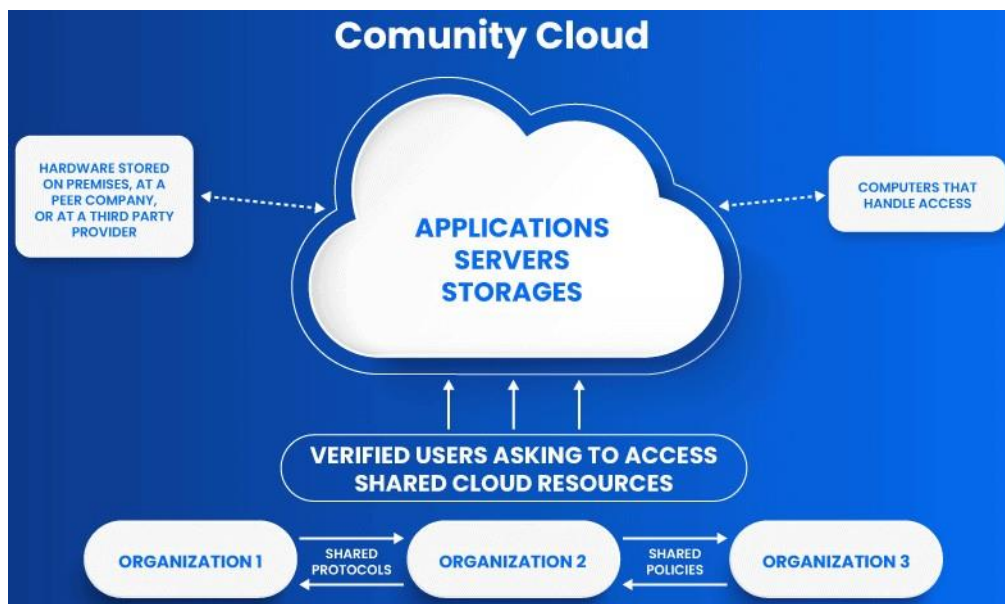 Comunity Cloud
HARDWARE STORED
ON PREMISES, AT A
PEER COMPANY,
OR AT A THIRD PARTY
PROVIDER
COMPUTERS THAT
HANDLE ACCESS
APPLICATIONS
SERVERS
STORAGES
VERIFIED USERS ASKING TO ACCESS
SHARED CLOUD RESOURCES
ORGANIZATION 1
SHARED
PROTOCOLS
ORGANIZATION 2
SHARED
POLICIES
ORGANIZATION 3